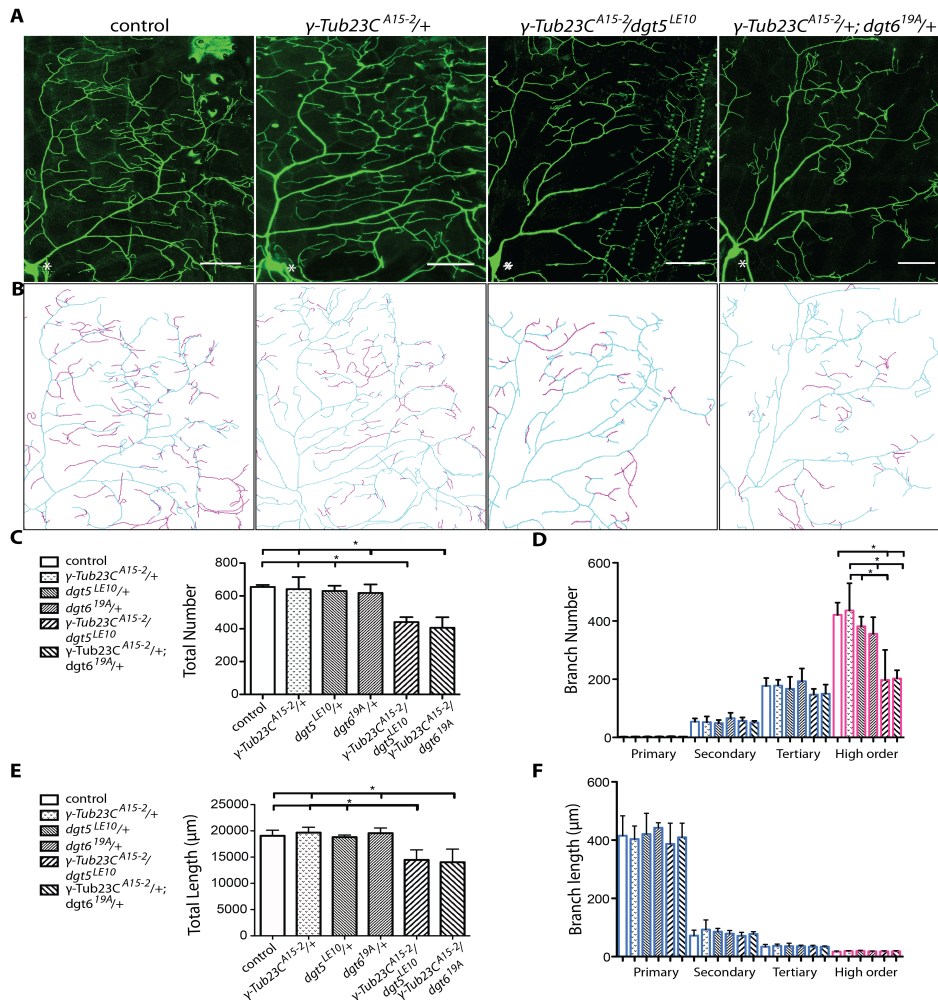 A
control
γ-Tub23C A15-2/+
γ-Tub23C A15-2/dgt5 LE10
γ-Tub23C A15-2/+; dgt6 19A/+
*
*
*
*
B
C
control
γ-Tub23C A15-2/+
dgt5 LE10/+
dgt6 19A/+
γ-Tub23C A15-2/
dgt5 LE10
γ-Tub23C A15-2/+;
dgt6 19A/+
Total Number
800
600
400
200
0
*
*
control
γ-Tub23C A15-2/+
dgt5 LE10/+
dgt6 19A/+
γ-Tub23C A15-2/
dgt5 LE10
γ-Tub23C A15-2/
dgt6 19A
D
Branch Number
600
400
200
0
*
*
*
Primary
Secondary
Tertiary
High order
E
control
γ-Tub23C A15-2/+
dgt5 LE10/+
dgt6 19A/+
γ-Tub23C A15-2/
dgt5 LE10
γ-Tub23C A15-2/+;
dgt6 19A/+
Total Length (μm)
25000
20000
15000
10000
5000
0
*
*
control
γ-Tub23C A15-2/+
dgt5 LE10/+
dgt6 19A/+
γ-Tub23C A15-2/
dgt5 LE10
γ-Tub23C A15-2/
dgt6 19A
F
Branch length (μm)
600
400
200
0
Primary
Secondary
Tertiary
High order